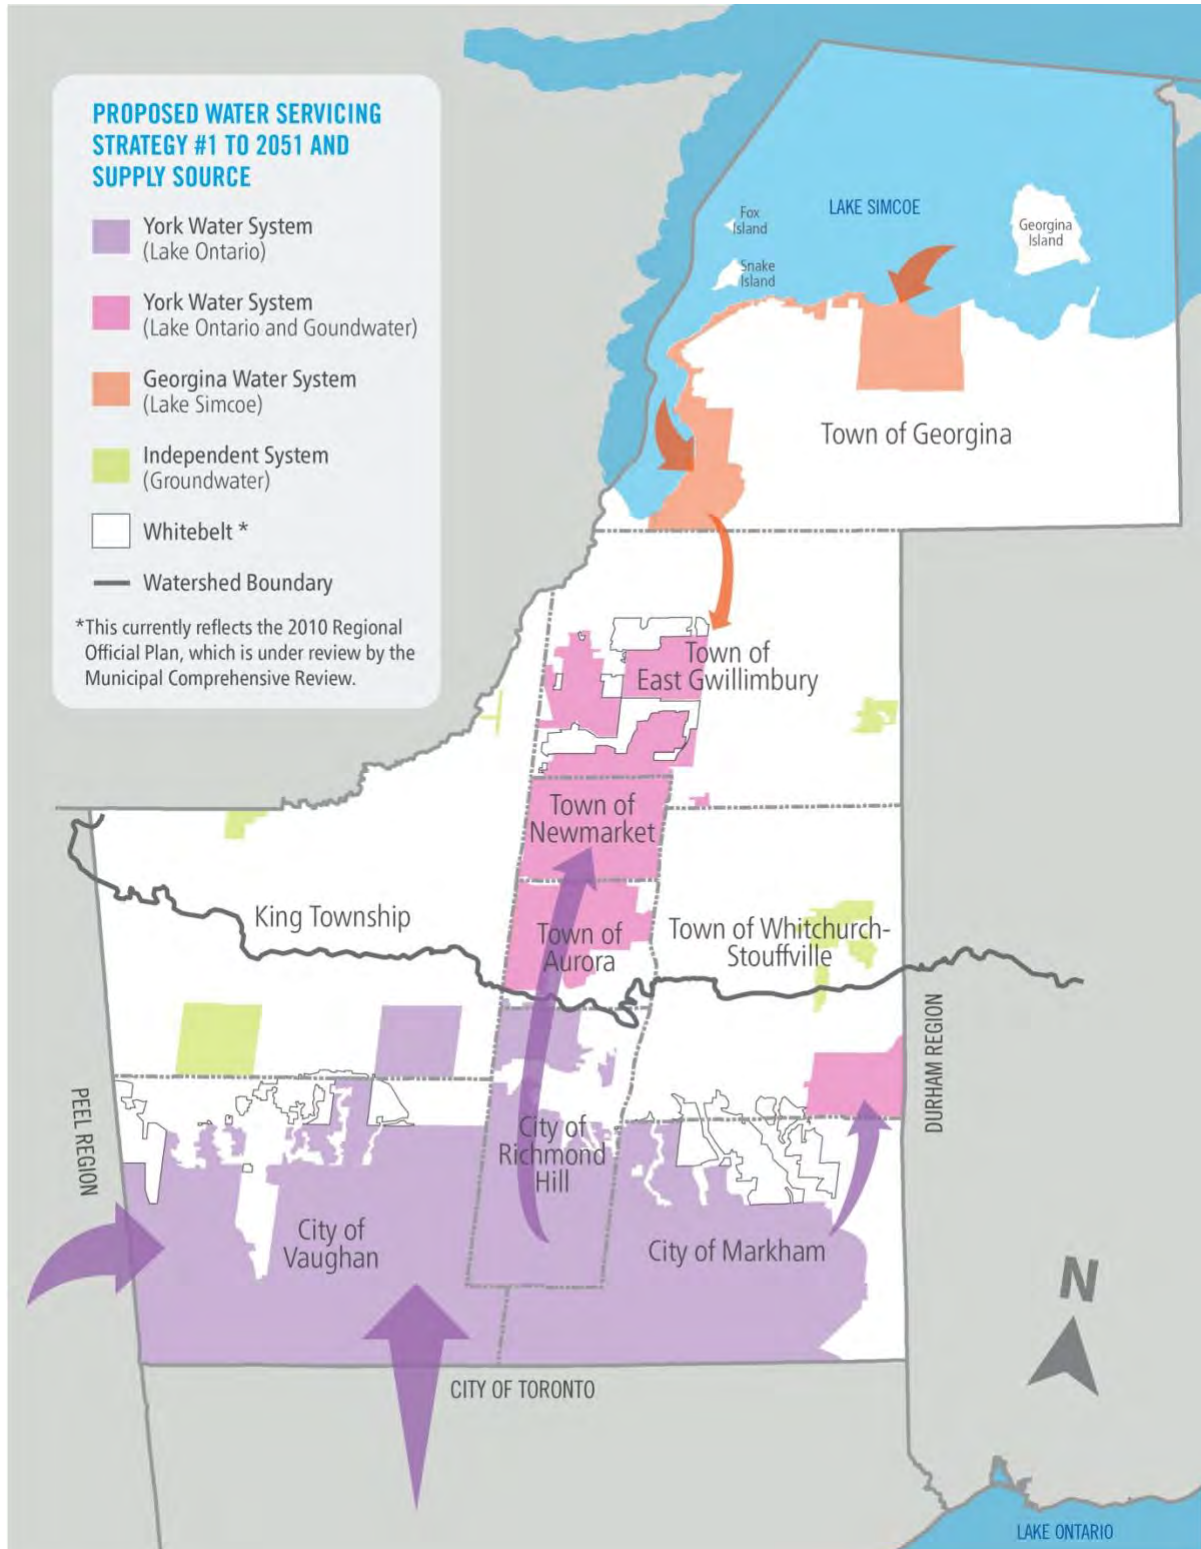 PROPOSED WATER SERVICING
STRATEGY #1 TO 2051 AND
SUPPLY SOURCE
York Water System
(Lake Ontario)
York Water System
(Lake Ontario and Goundwater)
Georgina Water System
(Lake Simcoe)
Independent System
(Groundwater)
Whitebelt *
Watershed Boundary
*This currently reflects the 2010 Regional
Official Plan, which is under review by the
Municipal Comprehensive Review.
LAKE SIMCOE
Fox
Island
Georgina
Island
Snake
Island
Town of Georgina
Town of
East Gwillimbury
Town of
Newmarket
King Township
Town of
Aurora
Town of Whitchurch-
Stouffville
PEEL REGION
DURHAM REGION
City of
Richmond
Hill
City of
Vaughan
City of Markham
N
CITY OF TORONTO
LAKE ONTARIO